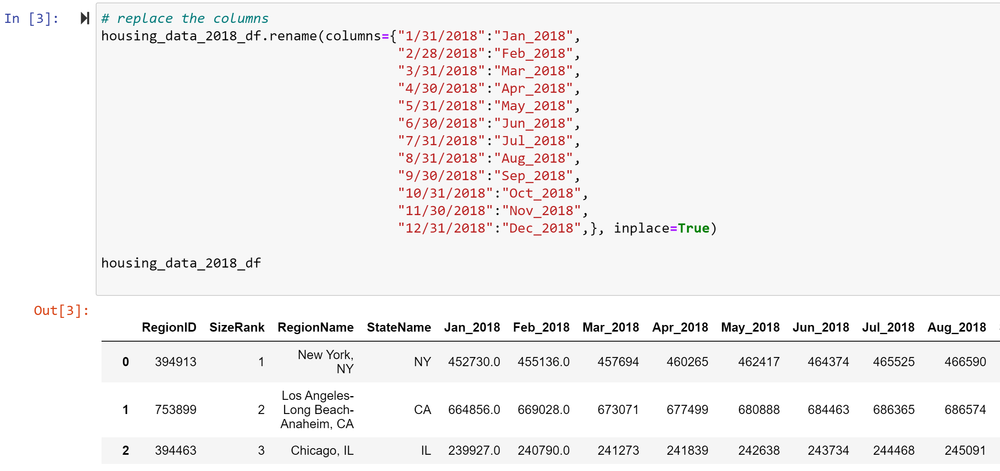 In [3]:
# replace the columns
housing_data_2018_df.rename(columns={"1/31/2018":"Jan_2018",
"2/28/2018":"Feb_2018",
"3/31/2018":"Mar_2018",
"4/30/2018":"Apr_2018",
"5/31/2018":"May_2018",
"6/30/2018":"Jun_2018",
"7/31/2018":"Jul_2018",
"8/31/2018":"Aug_2018",
"9/30/2018":"Sep_2018",
"10/31/2018":"Oct_2018",
"11/30/2018":"Nov_2018",
"12/31/2018":"Dec_2018",}, inplace=True)
housing_data_2018_df
Out[3]:
RegionID SizeRank RegionName StateName Jan_2018 Feb_2018 Mar_2018 Apr_2018 May_2018 Jun_2018 Jul_2018 Aug_2018
0 394913 1 New York, NY NY 452730.0 455136.0 457694 460265 462417 464374 465525 466590
1 753899 2 Los Angeles-Long Beach-Anaheim, CA CA 664856.0 669028.0 673071 677499 680888 684463 686365 686574
2 394463 3 Chicago, IL IL 239927.0 240790.0 241273 241839 242638 243734 244468 245091